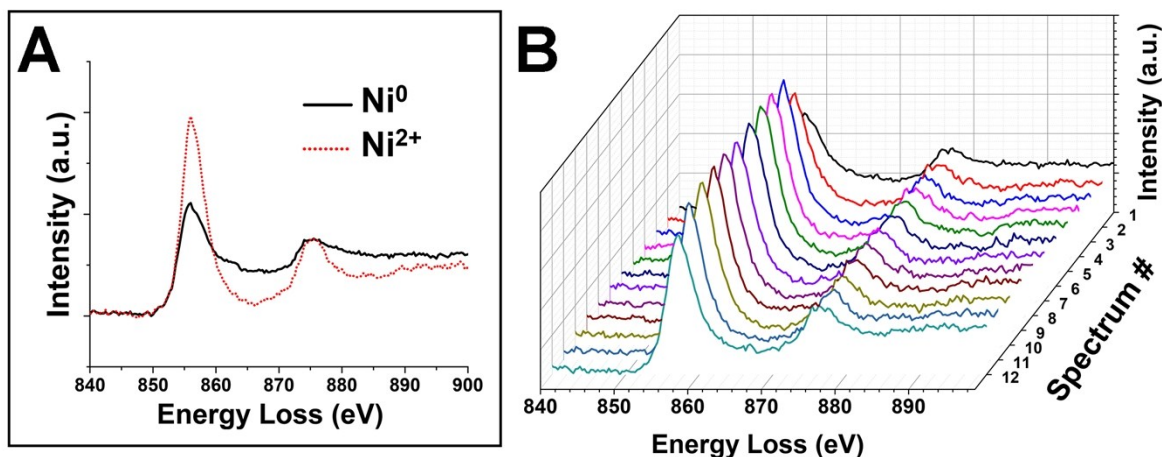 A
Ni0
Ni2+
Intensity (a.u.)
840 850 860 870 880 890 900
Energy Loss (eV)
B
Intensity (a.u.)
1
2
3
4
5
6
7
8
9
10
11
12
Spectrum #
840 850 860 870 880 890
Energy Loss (eV)